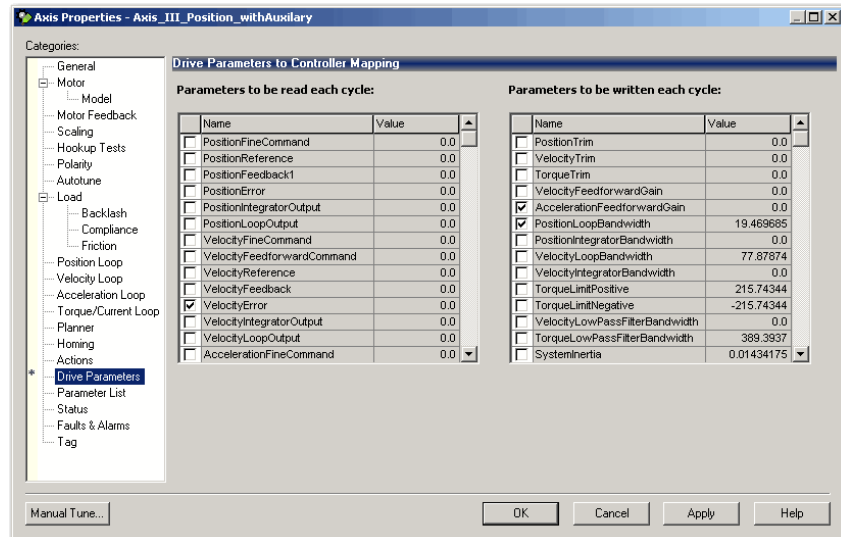 Axis Properties - Axis_III_Position_withAuxilary
Categories:
General
Motor
Model
Motor Feedback
Scaling
Hookup Tests
Polarity
Autotune
Load
Backlash
Compliance
Friction
Position Loop
Velocity Loop
Acceleration Loop
Torque/Current Loop
Planner
Homing
Actions
* Drive Parameters
Parameter List
Status
Faults & Alarms
Tag
Drive Parameters to Controller Mapping
Parameters to be read each cycle:
Name Value
PositionFineCommand 0.0
PositionReference 0.0
PositionFeedback1 0.0
PositionError 0.0
PositionIntegratorOutput 0.0
PositionLoopOutput 0.0
VelocityFineCommand 0.0
VelocityFeedforwardCommand 0.0
VelocityReference 0.0
VelocityFeedback 0.0
VelocityError 0.0
VelocityIntegratorOutput 0.0
VelocityLoopOutput 0.0
AccelerationFineCommand 0.0
Parameters to be written each cycle:
Name Value
PositionTrim 0.0
VelocityTrim 0.0
TorqueTrim 0.0
VelocityFeedforwardGain 0.0
AccelerationFeedforwardGain 0.0
PositionLoopBandwidth 19.469685
PositionIntegratorBandwidth 0.0
VelocityLoopBandwidth 77.87874
VelocityIntegratorBandwidth 0.0
TorqueLimitPositive 215.74344
TorqueLimitNegative -215.74344
VelocityLowPassFilterBandwidth 0.0
TorqueLowPassFilterBandwidth 389.3937
SystemInertia 0.01434175
Manual Tune...
OK
Cancel
Apply
Help